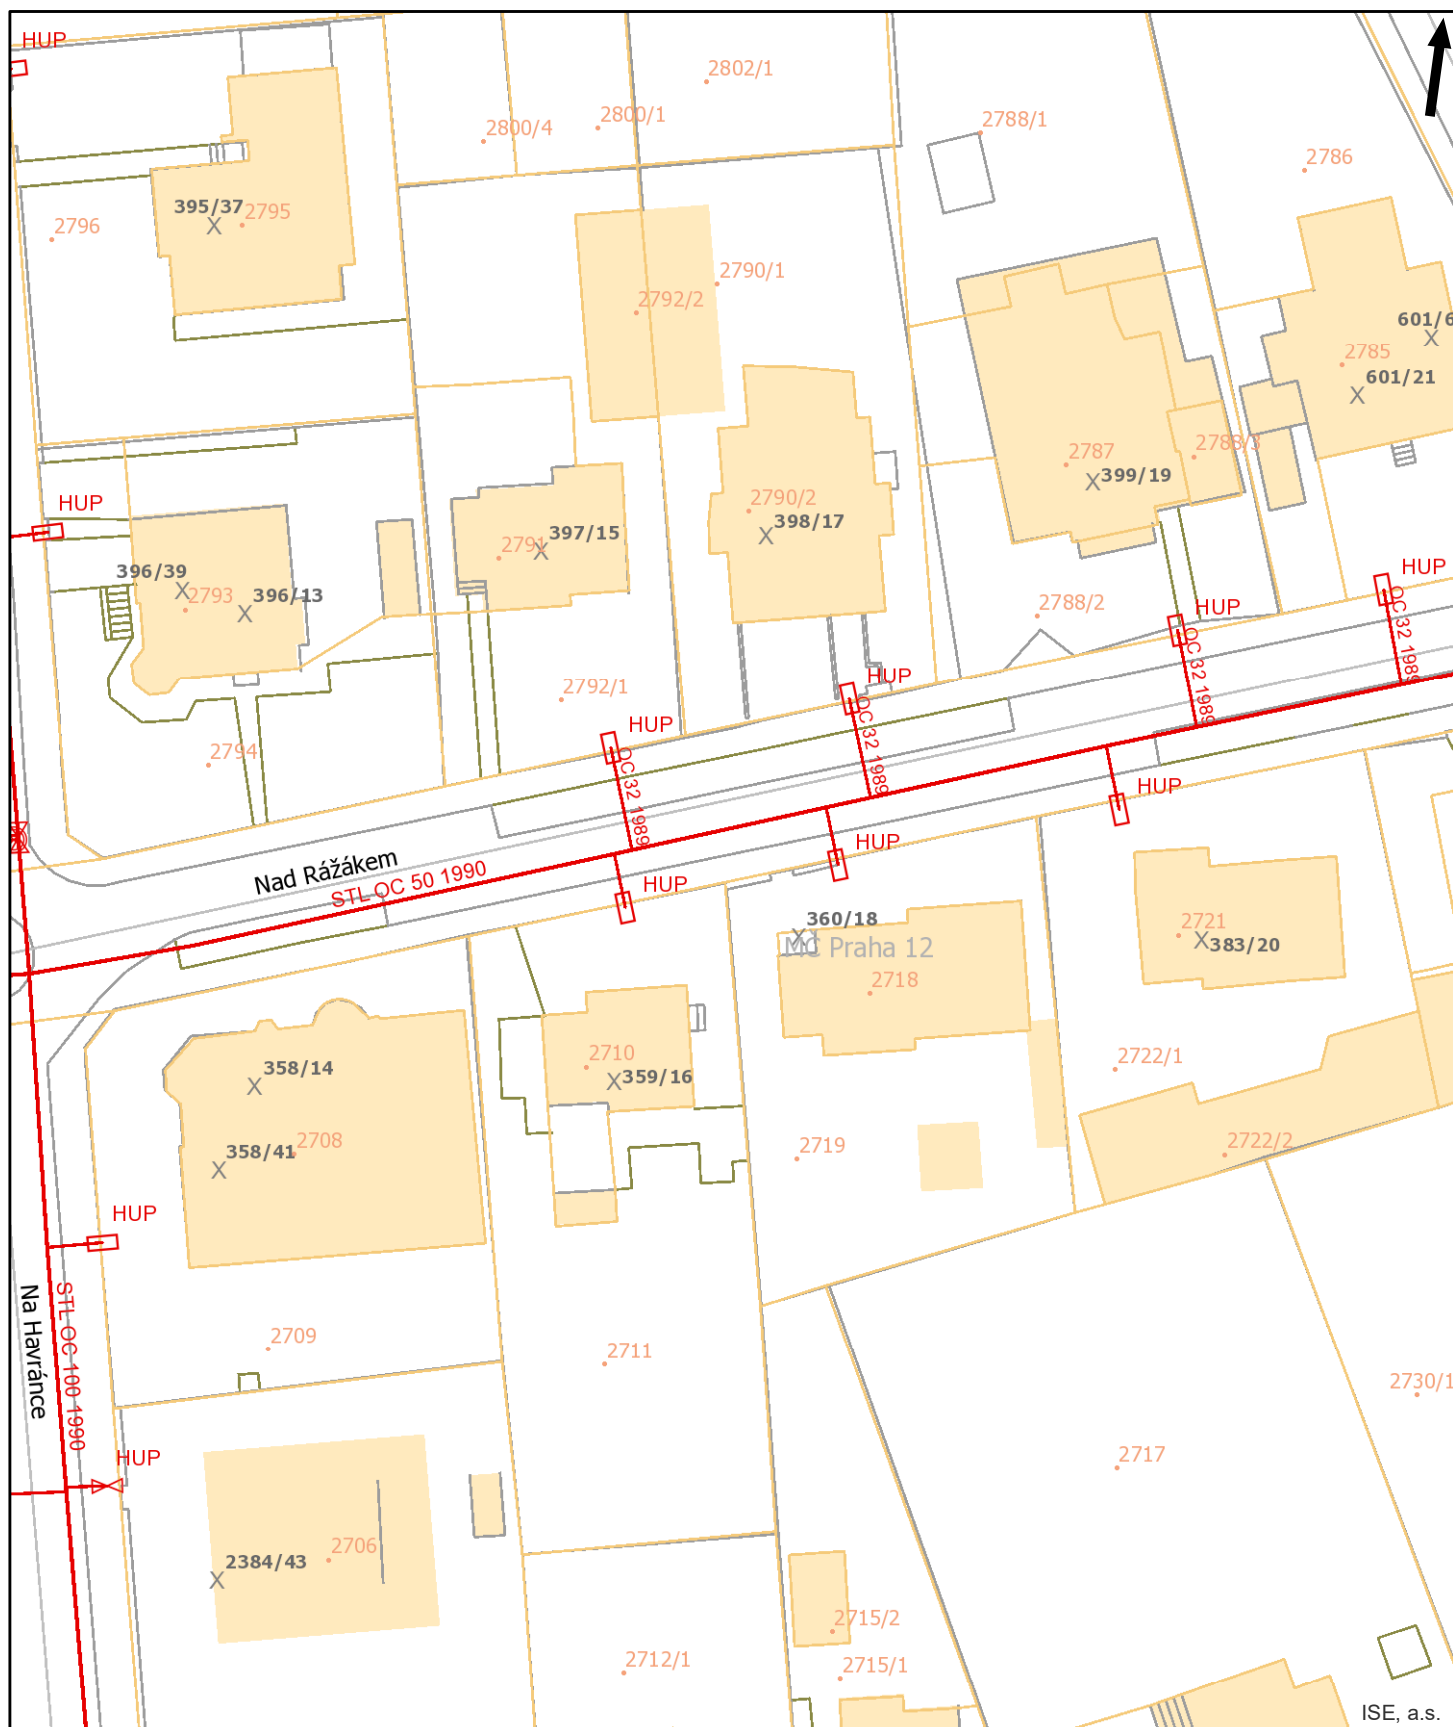 HUP
2802/1
2800/1
2800/4
2788/1
2786
395/37
2795
2796
2790/1
2792/2
601/6
2785
601/21
2787
2788/3
399/19
HUP
2790/2
398/17
397/15
2791
396/39
2793
396/13
HUP
HUP
2788/2
OC 32 1989
OC 32 1989
HUP
2792/1
HUP
2794
OC 32 1989
OC 32 1989
HUP
HUP
HUP
Nad Rážákem
STL OC 50 1990
360/18
MC Praha 12
2721
383/20
2718
2710
359/16
358/14
2722/1
358/41
2708
2719
2722/2
HUP
Na Havránce
STL OC 100 1990
2709
2711
2730/1
HUP
2717
2706
2384/43
2715/2
2712/1
2715/1
ISE, a.s.